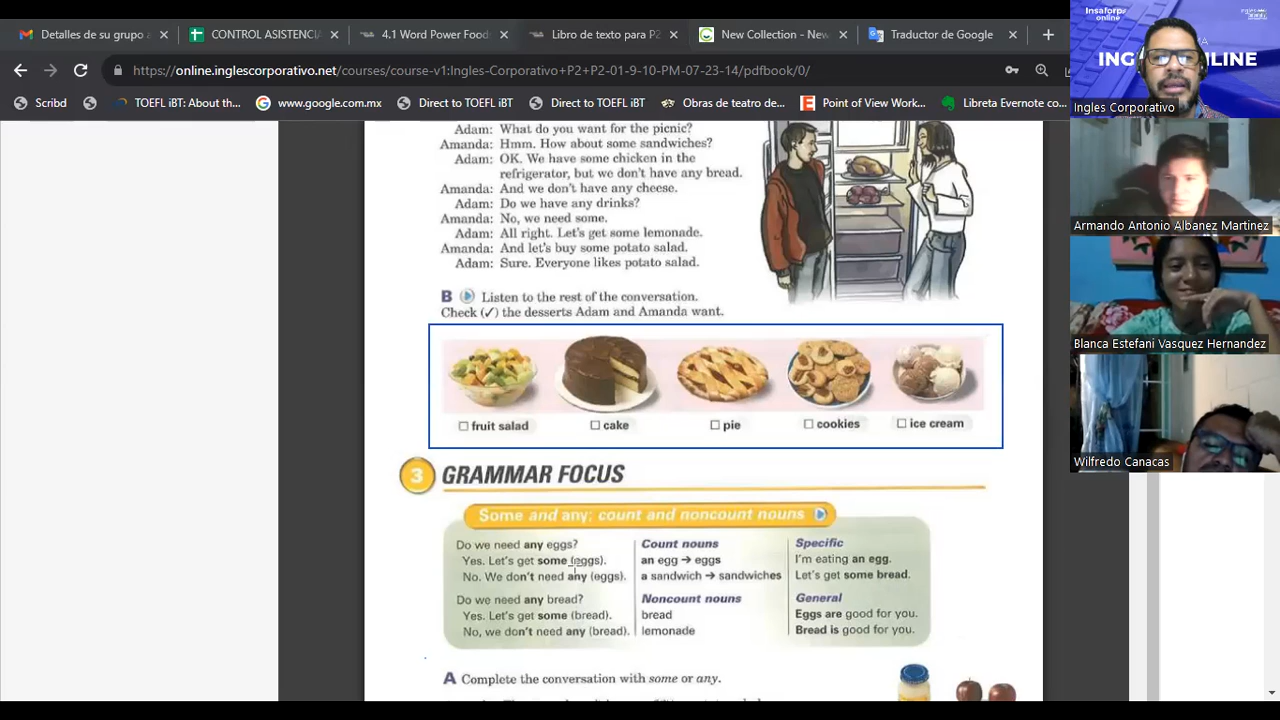 Detalles de su grupo
CONTROL ASISTENCIA
4.1 Word Power Food
Libro de texto para P2
New Collection - New
Traductor de Google
https://online.inglescorporativo.net/courses/course-v1:Ingles-Corporativo+P2+P2-01-9-10-PM-07-23-14/pdfbook/0/
Scribd
TOEFL iBT: About th...
www.google.com.mx
Direct to TOEFL iBT
Direct to TOEFL iBT
Obras de teatro de...
Point of View Work...
Libreta Evernote co...
Adam: What do you want for the picnic?
Amanda: Hmm. How about some sandwiches?
Adam: OK. We have some chicken in the
refrigerator, but we don't have any bread.
Amanda: And we don't have any cheese.
Adam: Do we have any drinks?
Amanda: No, we need some.
Adam: All right. Let's get some lemonade.
Amanda: And let's buy some potato salad.
Adam: Sure. Everyone likes potato salad.
B Listen to the rest of the conversation.
Check (✓) the desserts Adam and Amanda want.
fruit salad
cake
pie
cookies
ice cream
3 GRAMMAR FOCUS
Some and any; count and noncount nouns
Do we need any eggs?
Yes. Let's get some (eggs).
No. We don't need any (eggs).
Do we need any bread?
Yes. Let's get some (bread).
No, we don't need any (bread).
Count nouns
an egg → eggs
a sandwich → sandwiches
Noncount nouns
bread
lemonade
Specific
I'm eating an egg.
Let's get some bread.
General
Eggs are good for you.
Bread is good for you.
A Complete the conversation with some or any.
Insaforp
online
Ingles Corporativo
Armando Antonio Albanez Martinez
Blanca Estefani Vasquez Hernandez
Wilfredo Canacas